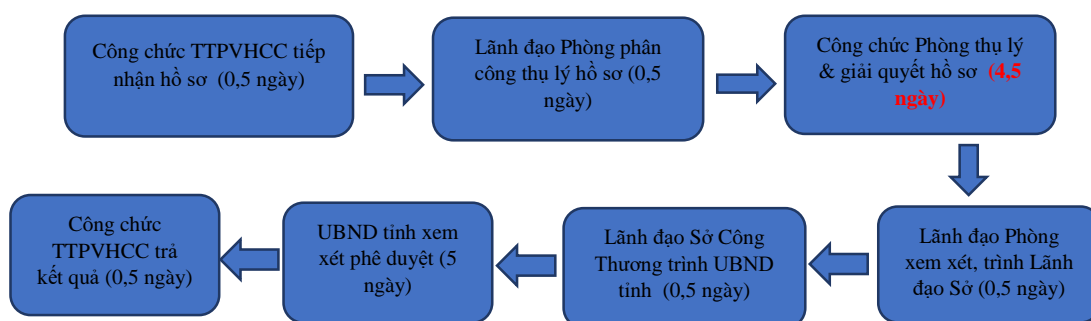 Công chức TTPVHCC tiếp
nhận hồ sơ (0,5 ngày)
Lãnh đạo Phòng phân
công thụ lý hồ sơ (0,5
ngày)
Công chức Phòng thụ lý
& giải quyết hồ sơ (4,5
ngày)
Lãnh đạo Phòng
xem xét, trình Lãnh
đạo Sở (0,5 ngày)
Lãnh đạo Sở Công
Thương trình UBND
tỉnh (0,5 ngày)
UBND tỉnh xem
xét phê duyệt (5
ngày)
Công chức
TTPVHCC trả
kết quả (0,5 ngày)